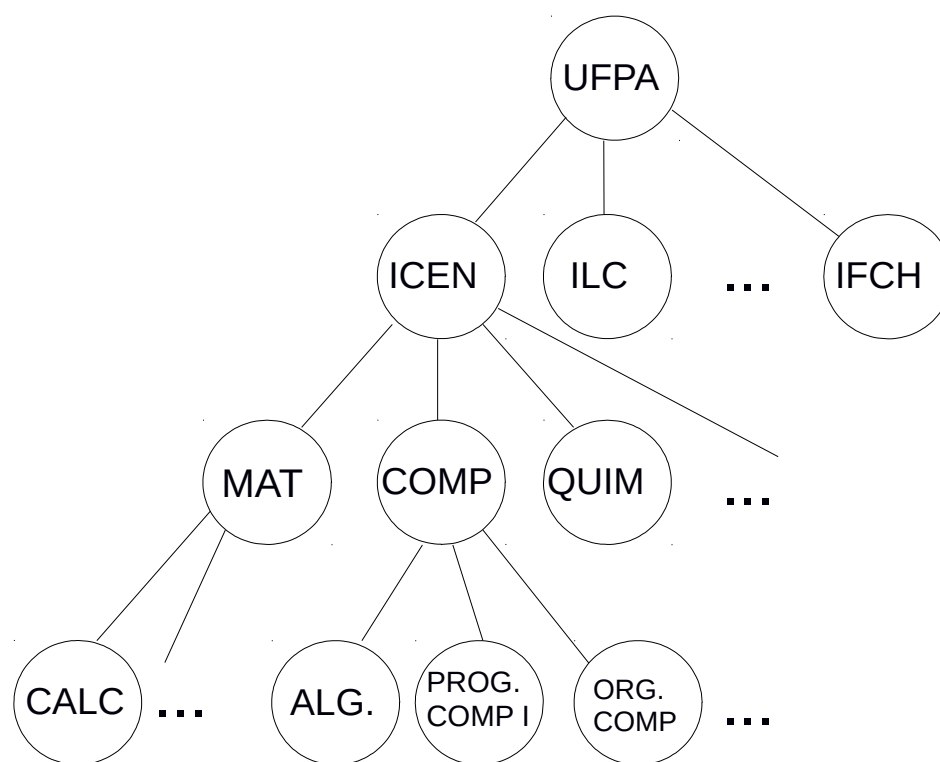 UFPA
ICEN
ILC
...
IFCH
MAT
COMP
QUIM
...
CALC
...
ALG.
PROG.
COMP I
ORG.
COMP
...